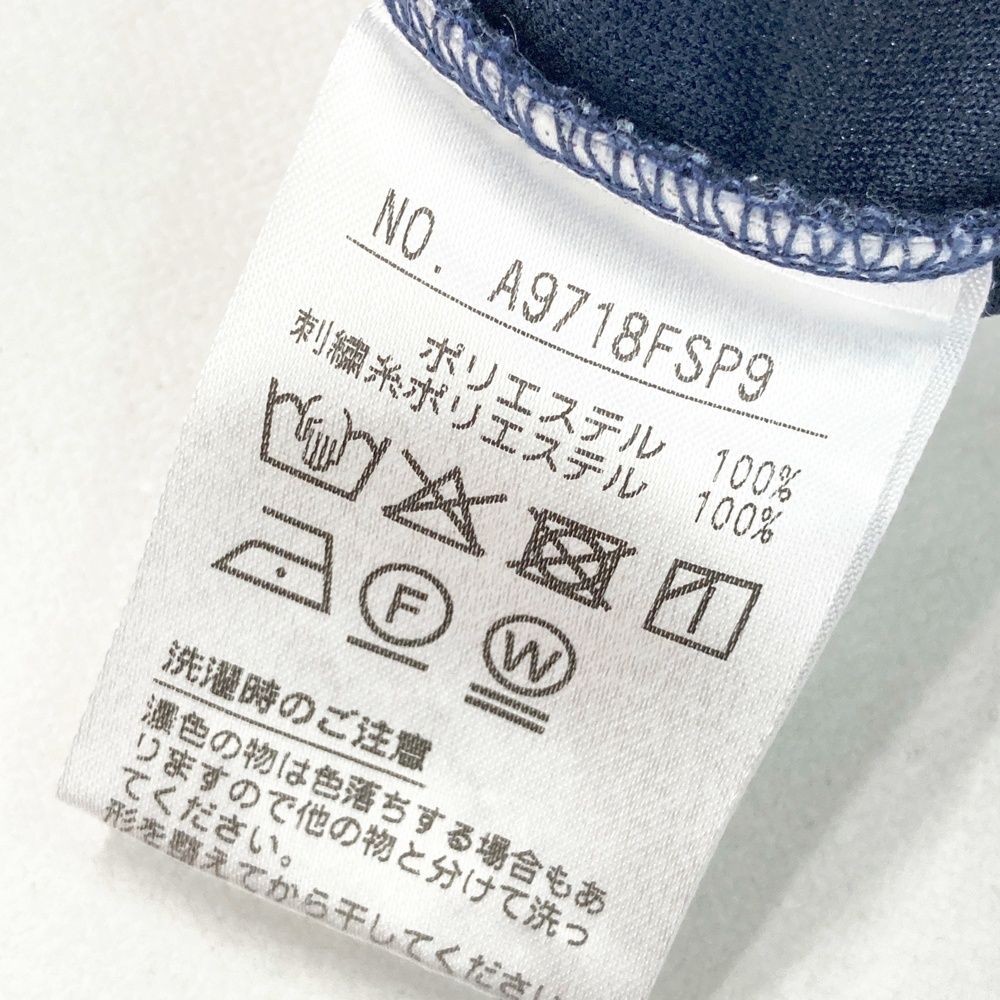 NO. A9718FSP9
ポリエステル 100%
刺繍糸ポリエステル 100%
F W
洗濯時のご注意
濃色の物は色落ちする場合もあ
りますので他の物と分けて洗っ
てください。
形を整えてから干してください